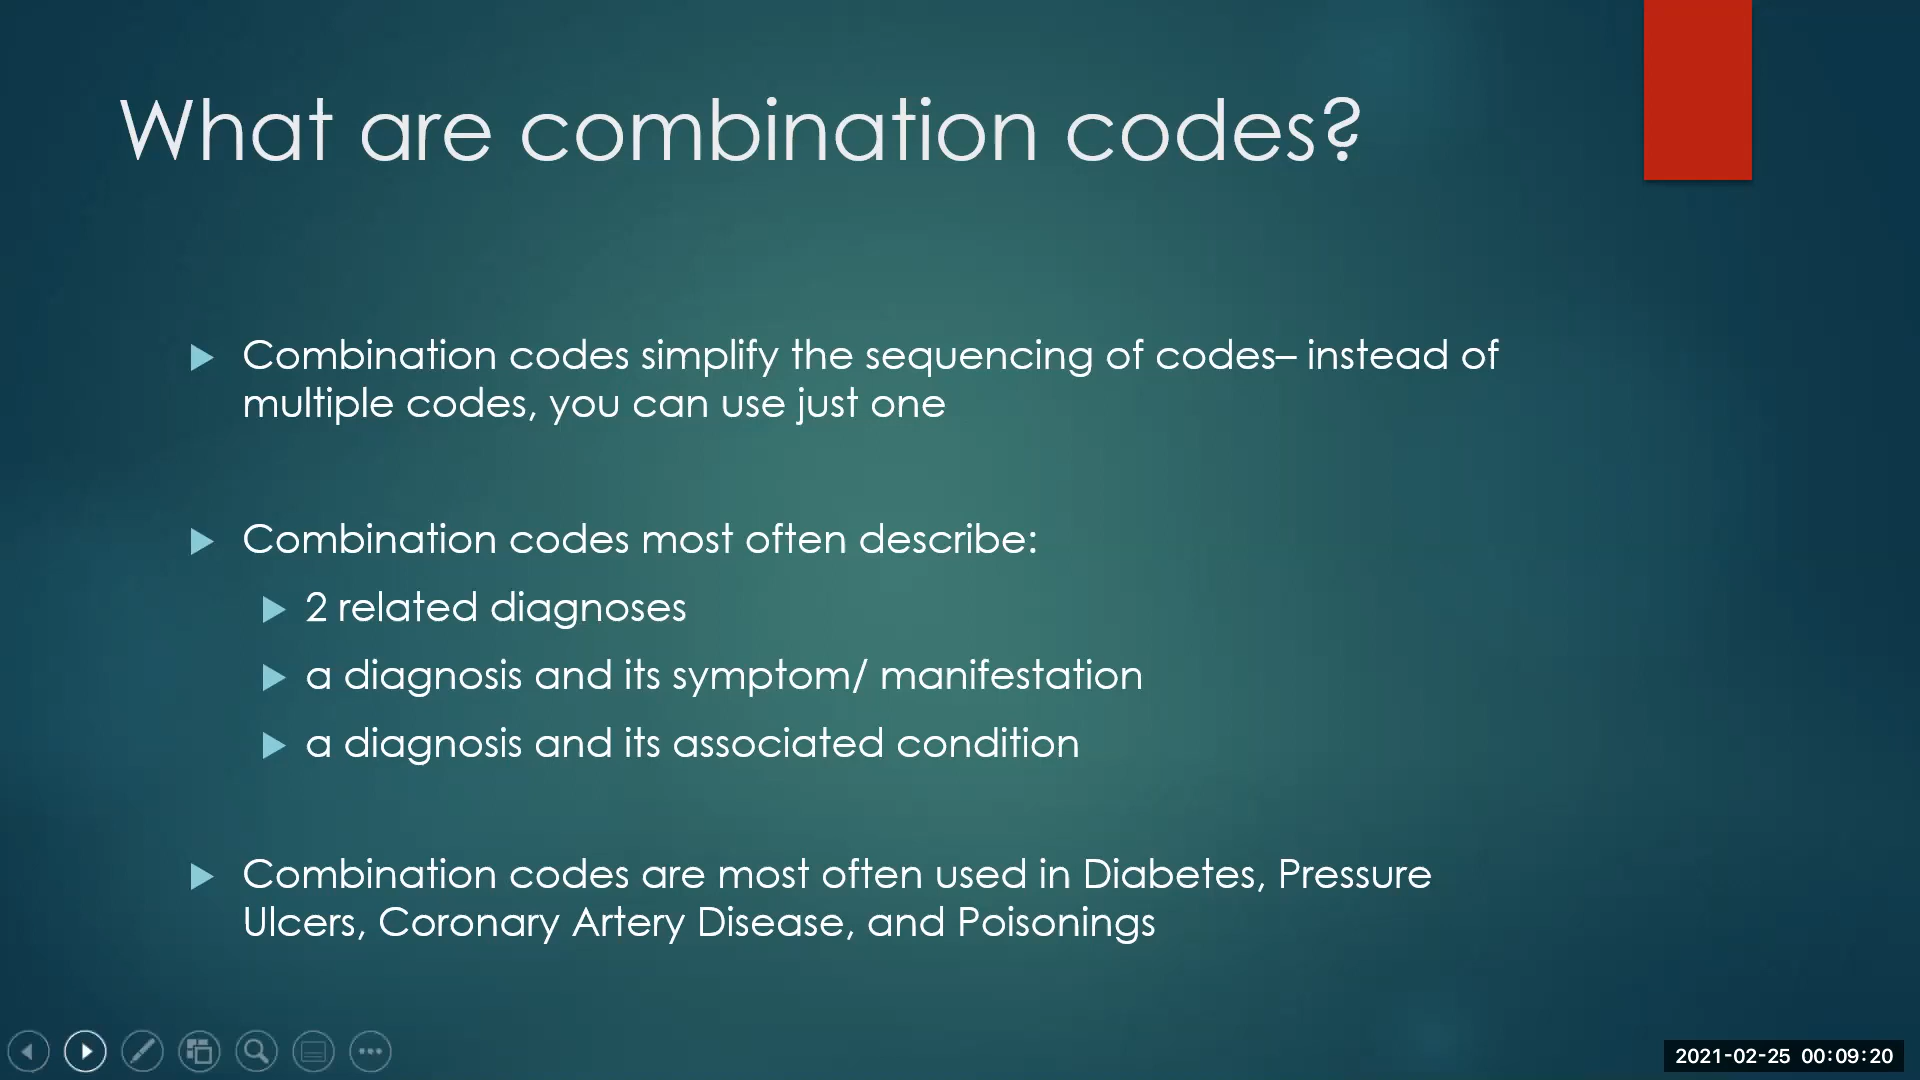 What are combination codes?
Combination codes simplify the sequencing of codes– instead of
multiple codes, you can use just one
Combination codes most often describe:
2 related diagnoses
a diagnosis and its symptom/ manifestation
a diagnosis and its associated condition
Combination codes are most often used in Diabetes, Pressure
Ulcers, Coronary Artery Disease, and Poisonings
2021-02-25 00:09:20